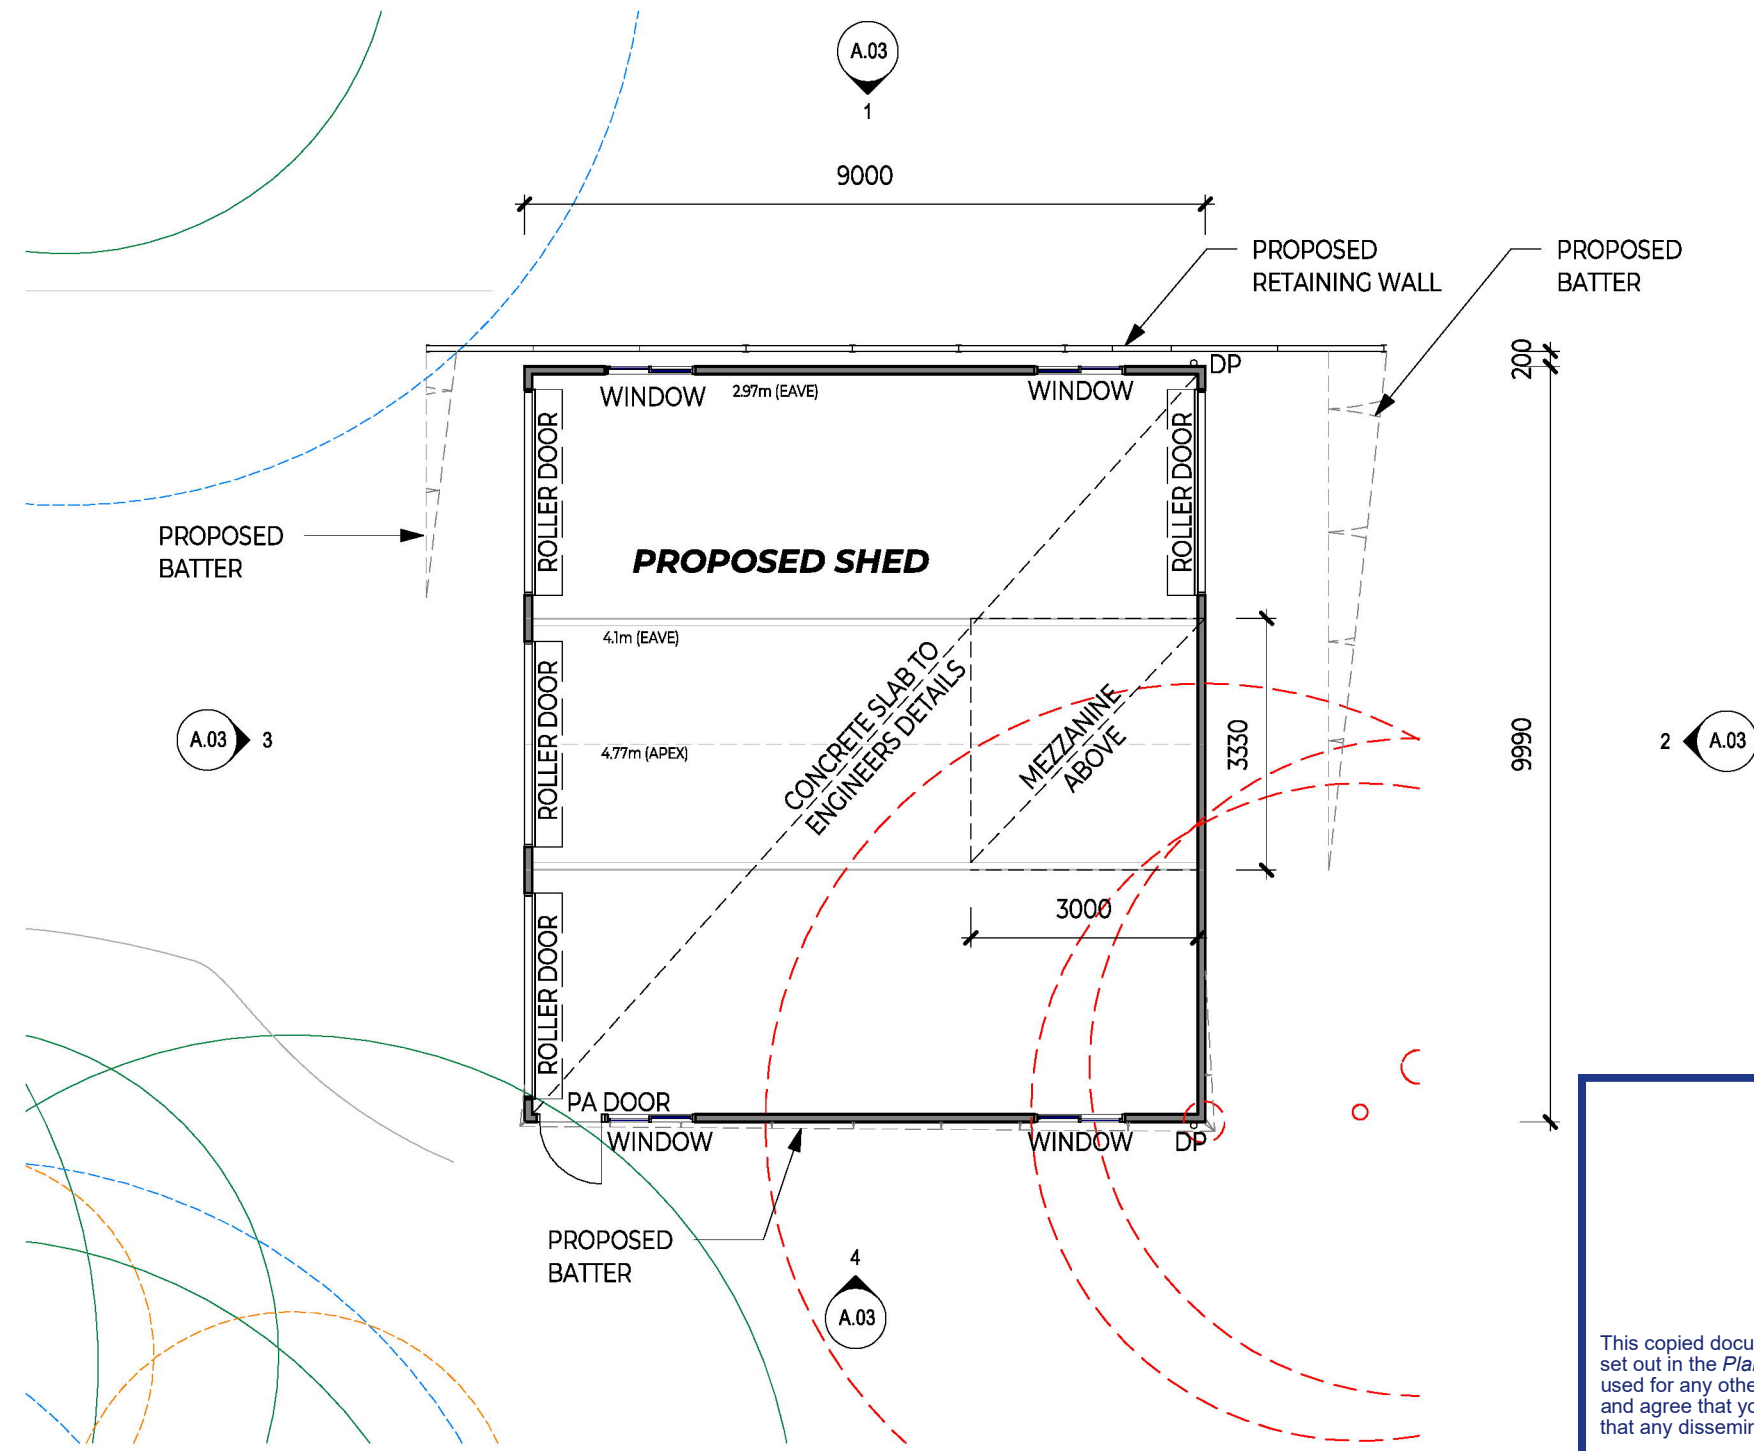 A.03
1
9000
PROPOSED
RETAINING WALL
PROPOSED
BATTER
200
DP
WINDOW
2.97m (EAVE)
WINDOW
ROLLER DOOR
ROLLER DOOR
PROPOSED
BATTER
PROPOSED SHED
4.1m (EAVE)
CONCRETE SLAB TO
ENGINEERS DETAILS
ROLLER DOOR
4.77m (APEX)
MEZZANINE
ABOVE
3330
9990
A.03
3
2
A.03
3000
ROLLER DOOR
PA DOOR
WINDOW
WINDOW
DP
PROPOSED
BATTER
4
A.03
This copied docu
set out in the Pla
used for any othe
and agree that yo
that any dissemin